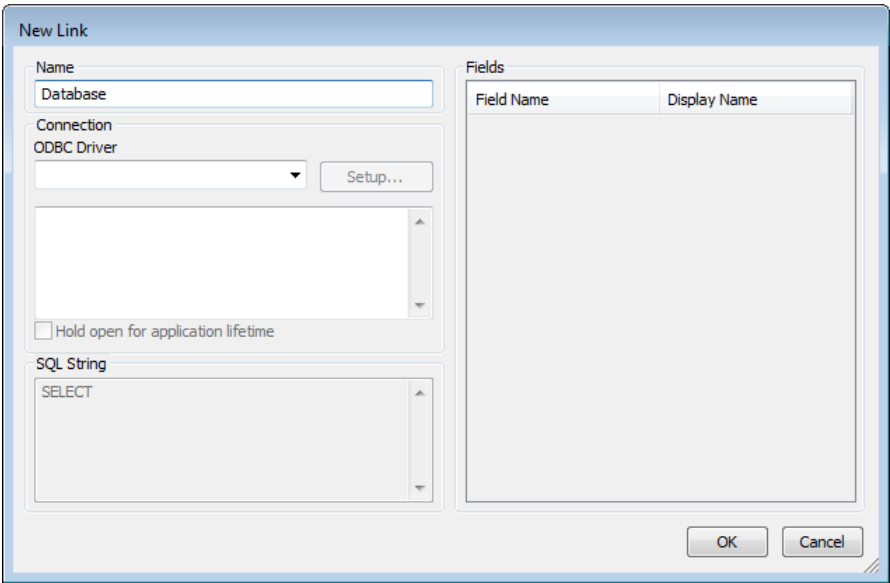 New Link
Name
Database
Connection
ODBC Driver
Setup...
Hold open for application lifetime
SQL String
SELECT
Fields
Field Name Display Name
OK Cancel